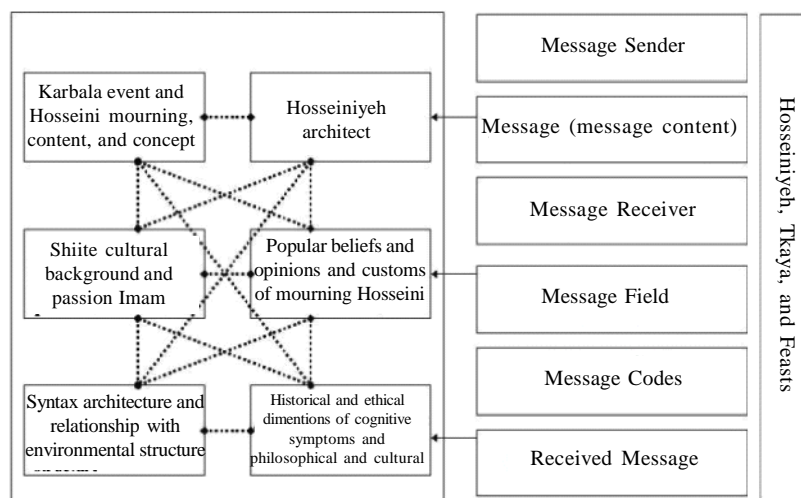 Karbala event and
Hosseini mourning,
content, and concept
Hosseiniyeh
architect
Shiite cultural
background and
passion Imam
Popular beliefs and
opinions and customs
of mourning Hosseini
Syntax architecture and
relationship with
environmental structure
Historical and ethical
dimentions of cognitive
symptoms and
philosophical and cultural
Message Sender
Message (message content)
Message Receiver
Message Field
Message Codes
Received Message
Hosseiniyeh, Tkaya, and Feasts